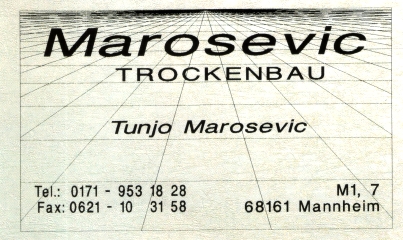 Marosevic
TROCKENBAU
Tunjo Marosevic
Tel.: 0171 - 953 18 28
Fax: 0621 - 10 31 58
M1, 7
68161 Mannheim